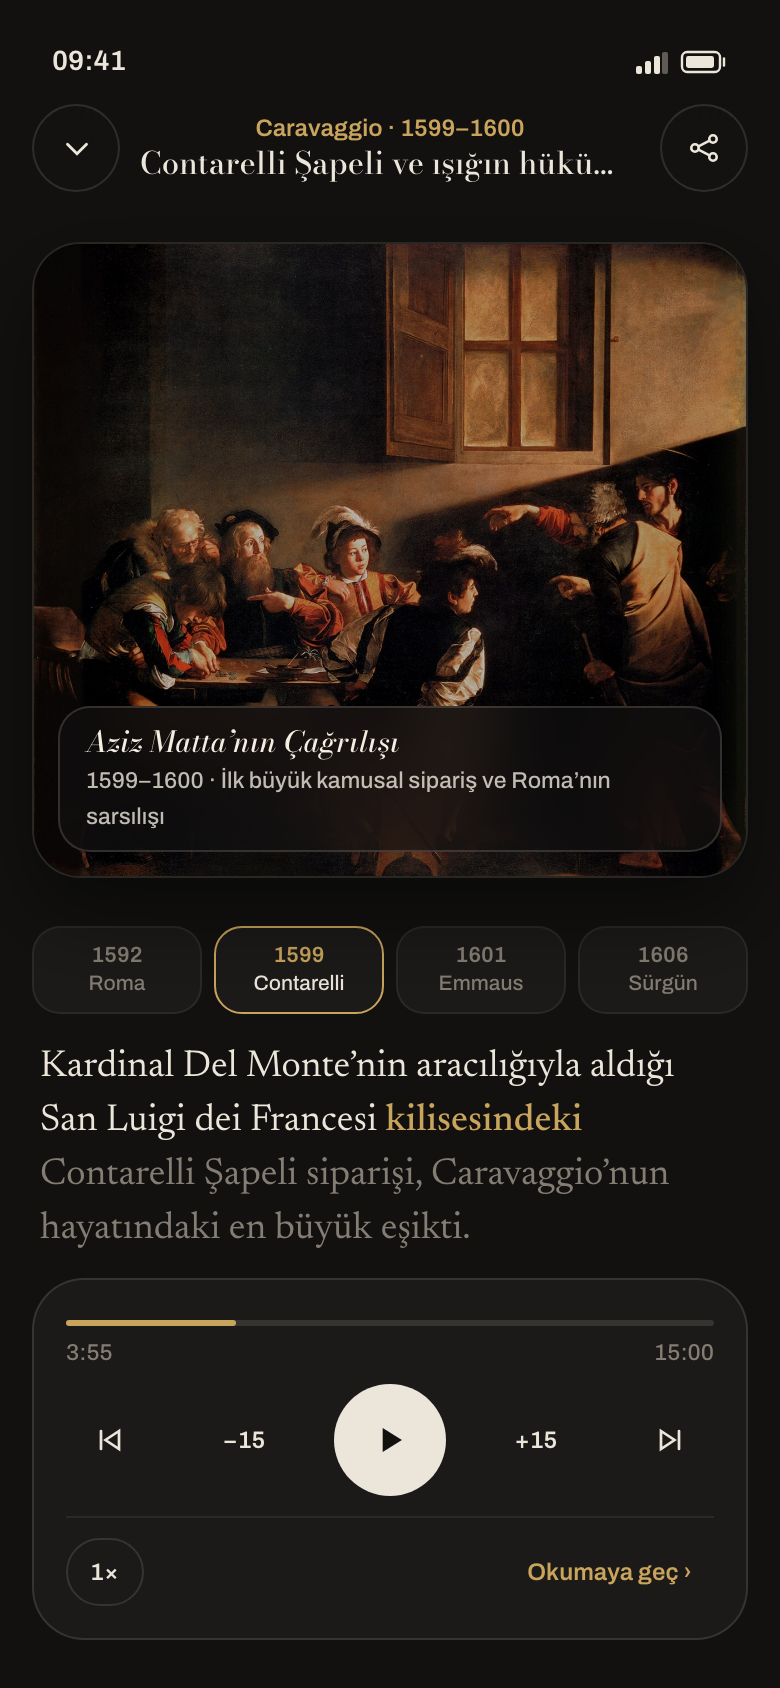 09:41
Caravaggio · 1599–1600
Contarelli Şapeli ve ışığın hükü...
Aziz Matta’nın Çağrılışı
1599–1600 · İlk büyük kamusal sipariş ve Roma’nın
sarsılışı
1592
Roma
1599
Contarelli
1601
Emmaus
1606
Sürgün
Kardinal Del Monte’nin aracılığıyla aldığı
San Luigi dei Francesi kilisesindeki
Contarelli Şapeli siparişi, Caravaggio’nun
hayatındaki en büyük eşikti.
3:55
15:00
−15
+15
1×
Okumaya geç ›